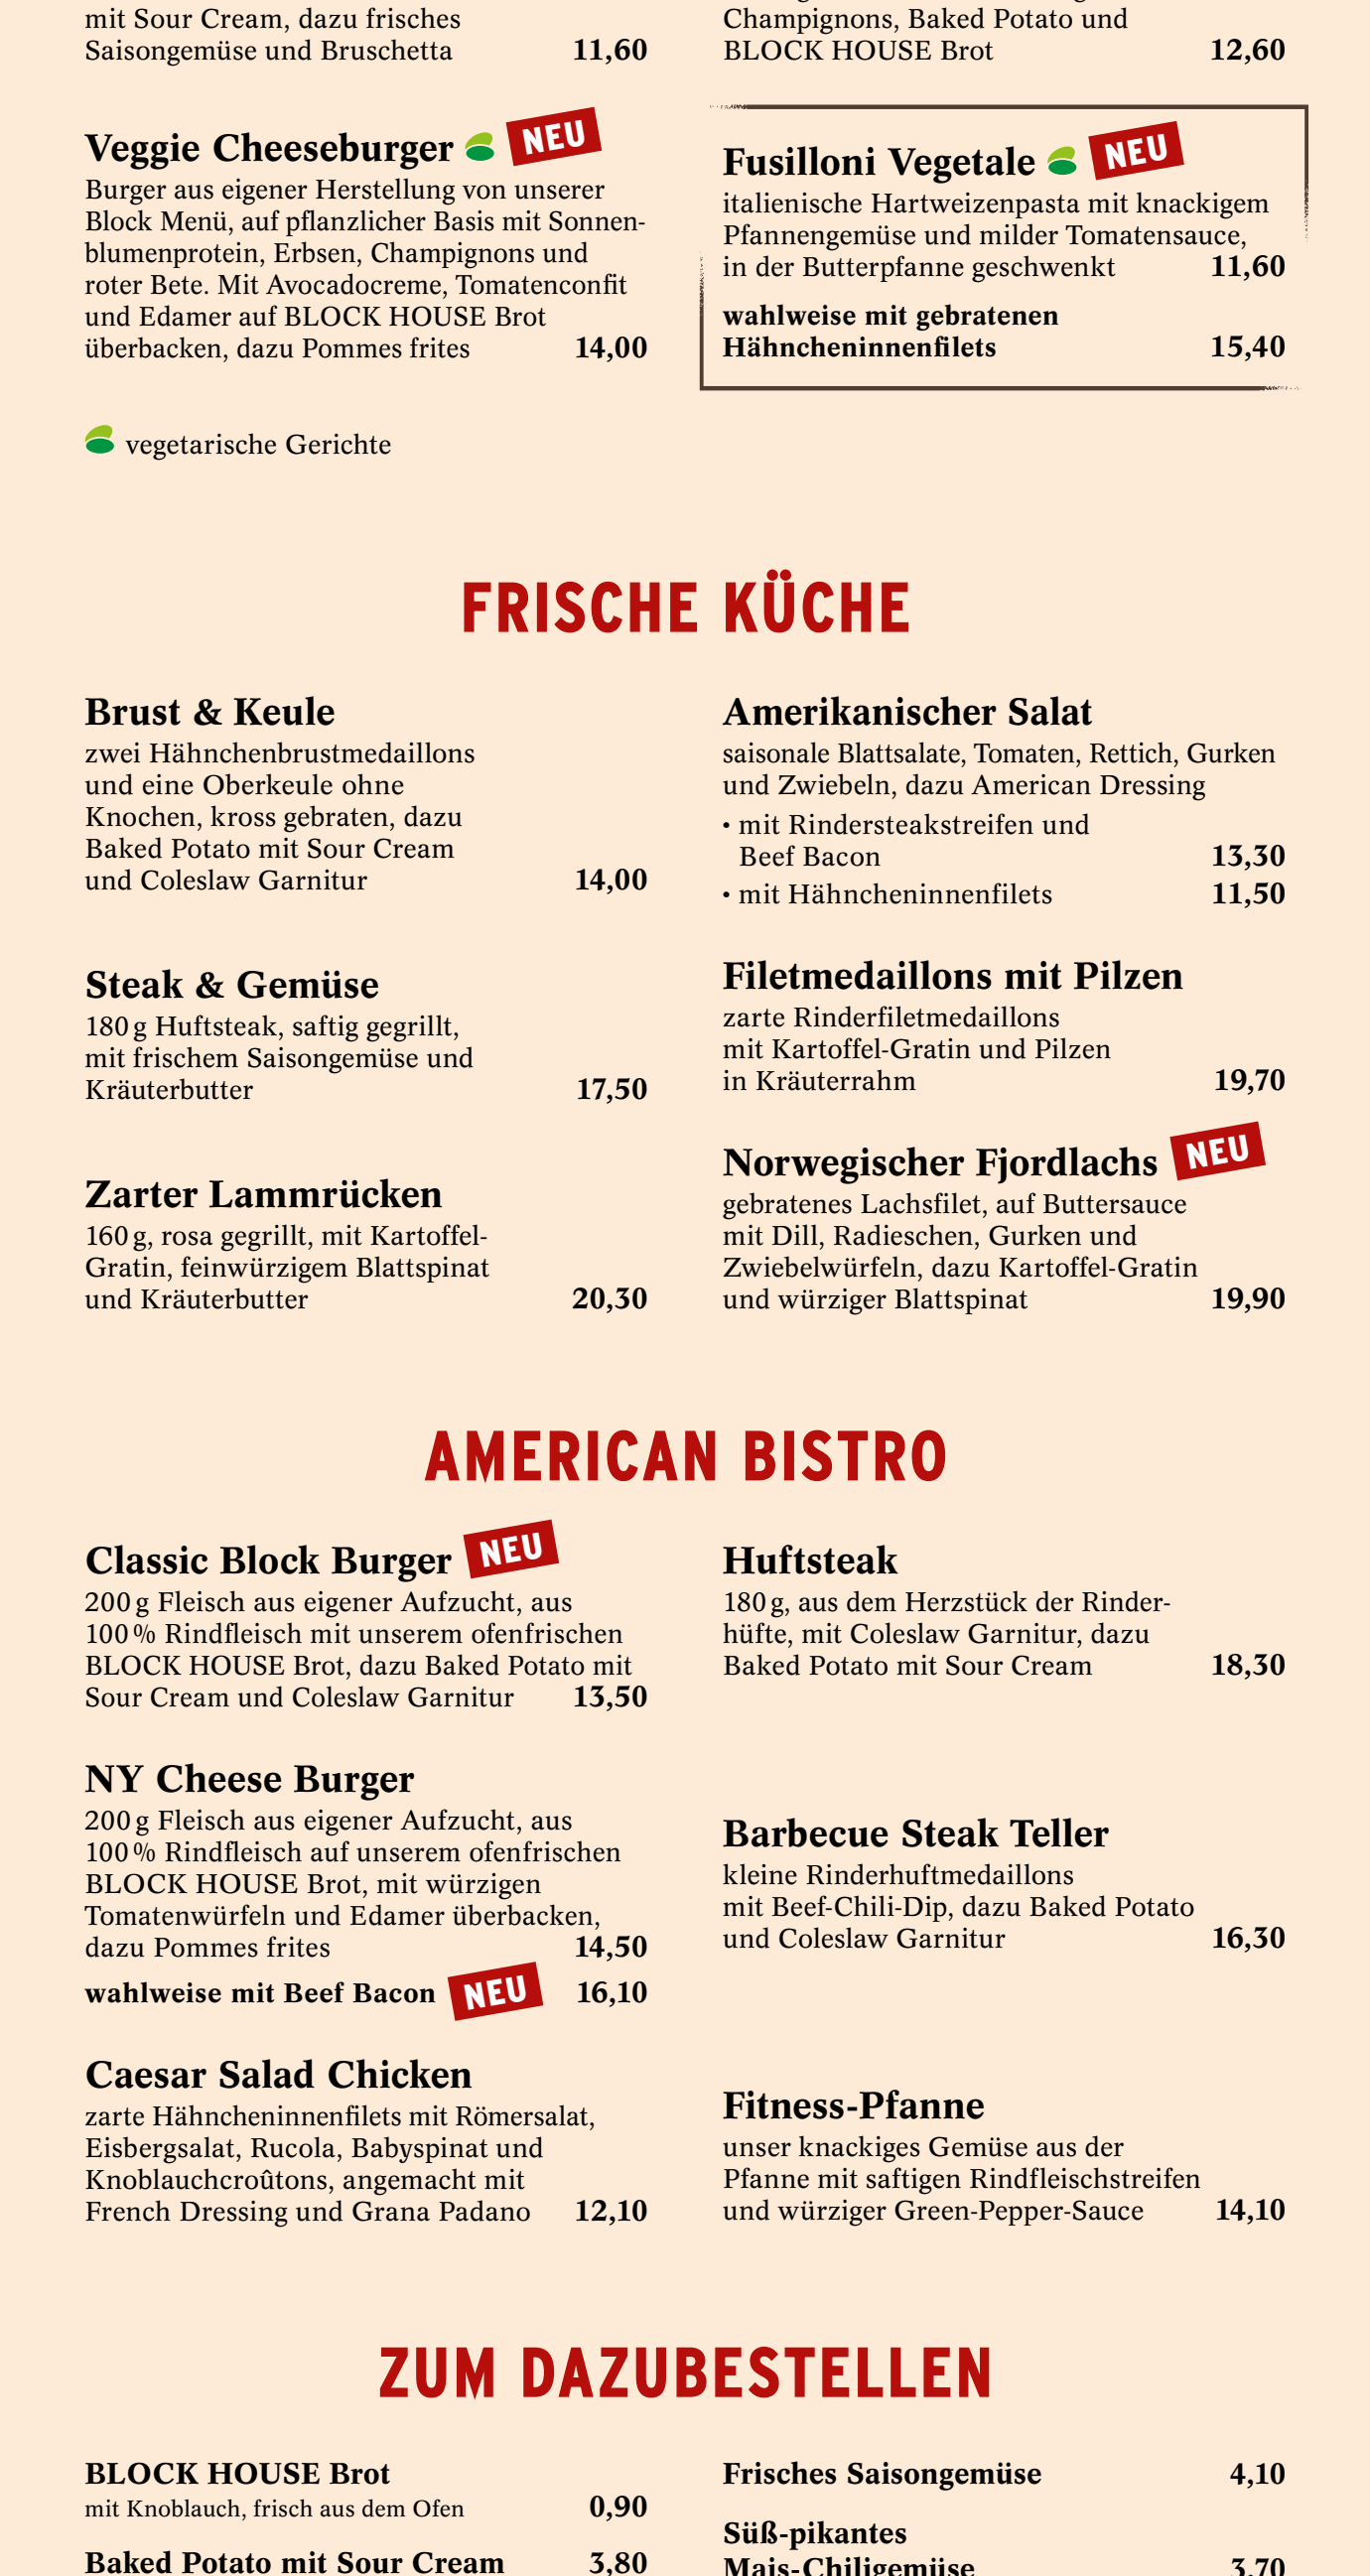 mit Sour Cream, dazu frisches
Saisongemüse und Bruschetta 11,60
Veggie Cheeseburger NEU
Burger aus eigener Herstellung von unserer
Block Menü, auf pflanzlicher Basis mit Sonnen-
blumenprotein, Erbsen, Champignons und
roter Bete. Mit Avocadocreme, Tomatenconfit
und Edamer auf BLOCK HOUSE Brot
überbacken, dazu Pommes frites 14,00
vegetarische Gerichte
Champignons, Baked Potato und
BLOCK HOUSE Brot 12,60
Fusilloni Vegetale NEU
italienische Hartweizenpasta mit knackigem
Pfannengemüse und milder Tomatensauce,
in der Butterpfanne geschwenkt 11,60
wahlweise mit gebratenen
Hähncheninnenfilets 15,40
FRISCHE KÜCHE
Brust & Keule
zwei Hähnchenbrustmedaillons
und eine Oberkeule ohne
Knochen, kross gebraten, dazu
Baked Potato mit Sour Cream
und Coleslaw Garnitur 14,00
Steak & Gemüse
180 g Huftsteak, saftig gegrillt,
mit frischem Saisongemüse und
Kräuterbutter 17,50
Zarter Lammrücken
160 g, rosa gegrillt, mit Kartoffel-
Gratin, feinwürzigem Blattspinat
und Kräuterbutter 20,30
Amerikanischer Salat
saisonale Blattsalate, Tomaten, Rettich, Gurken
und Zwiebeln, dazu American Dressing
• mit Rindersteakstreifen und
Beef Bacon 13,30
• mit Hähncheninnenfilets 11,50
Filetmedaillons mit Pilzen
zarte Rinderfiletmedaillons
mit Kartoffel-Gratin und Pilzen
in Kräuterrahm 19,70
Norwegischer Fjordlachs NEU
gebratenes Lachsfilet, auf Buttersauce
mit Dill, Radieschen, Gurken und
Zwiebelwürfeln, dazu Kartoffel-Gratin
und würziger Blattspinat 19,90
AMERICAN BISTRO
Classic Block Burger NEU
200 g Fleisch aus eigener Aufzucht, aus
100 % Rindfleisch mit unserem ofenfrischen
BLOCK HOUSE Brot, dazu Baked Potato mit
Sour Cream und Coleslaw Garnitur 13,50
NY Cheese Burger
200 g Fleisch aus eigener Aufzucht, aus
100 % Rindfleisch auf unserem ofenfrischen
BLOCK HOUSE Brot, mit würzigen
Tomatenwürfeln und Edamer überbacken,
dazu Pommes frites 14,50
wahlweise mit Beef Bacon NEU 16,10
Caesar Salad Chicken
zarte Hähncheninnenfilets mit Römersalat,
Eisbergsalat, Rucola, Babyspinat und
Knoblauchcroûtons, angemacht mit
French Dressing und Grana Padano 12,10
Huftsteak
180 g, aus dem Herzstück der Rinder-
hüfte, mit Coleslaw Garnitur, dazu
Baked Potato mit Sour Cream 18,30
Barbecue Steak Teller
kleine Rinderhuftmedaillons
mit Beef-Chili-Dip, dazu Baked Potato
und Coleslaw Garnitur 16,30
Fitness-Pfanne
unser knackiges Gemüse aus der
Pfanne mit saftigen Rindfleischstreifen
und würziger Green-Pepper-Sauce 14,10
ZUM DAZUBESTELLEN
BLOCK HOUSE Brot
mit Knoblauch, frisch aus dem Ofen 0,90
Baked Potato mit Sour Cream 3,80
Frisches Saisongemüse 4,10
Süß-pikantes
Mais-Chiligemüse 3,70